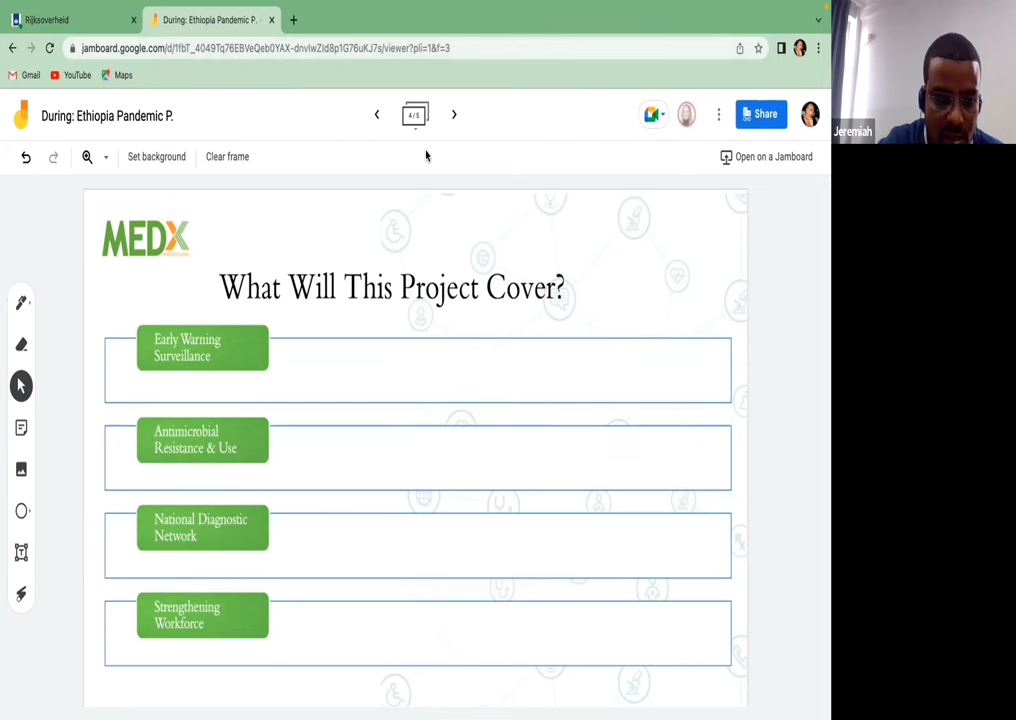 Rijksoverheid
During: Ethiopia Pandemic P. -
jamboard.google.com/d/1fbT_4049Tq76EBVeQeb0YAX-dnvIwZId8p1G76uKJ7s/viewer?pli=1&f=3
Gmail YouTube Maps
During: Ethiopia Pandemic P.
4/5
Share
Set background
Clear frame
Open on a Jamboard
Jeremiah
MEDX
What Will This Project Cover?
Early Warning
Surveillance
Antimicrobial
Resistance & Use
National Diagnostic
Network
Strengthening
Workforce